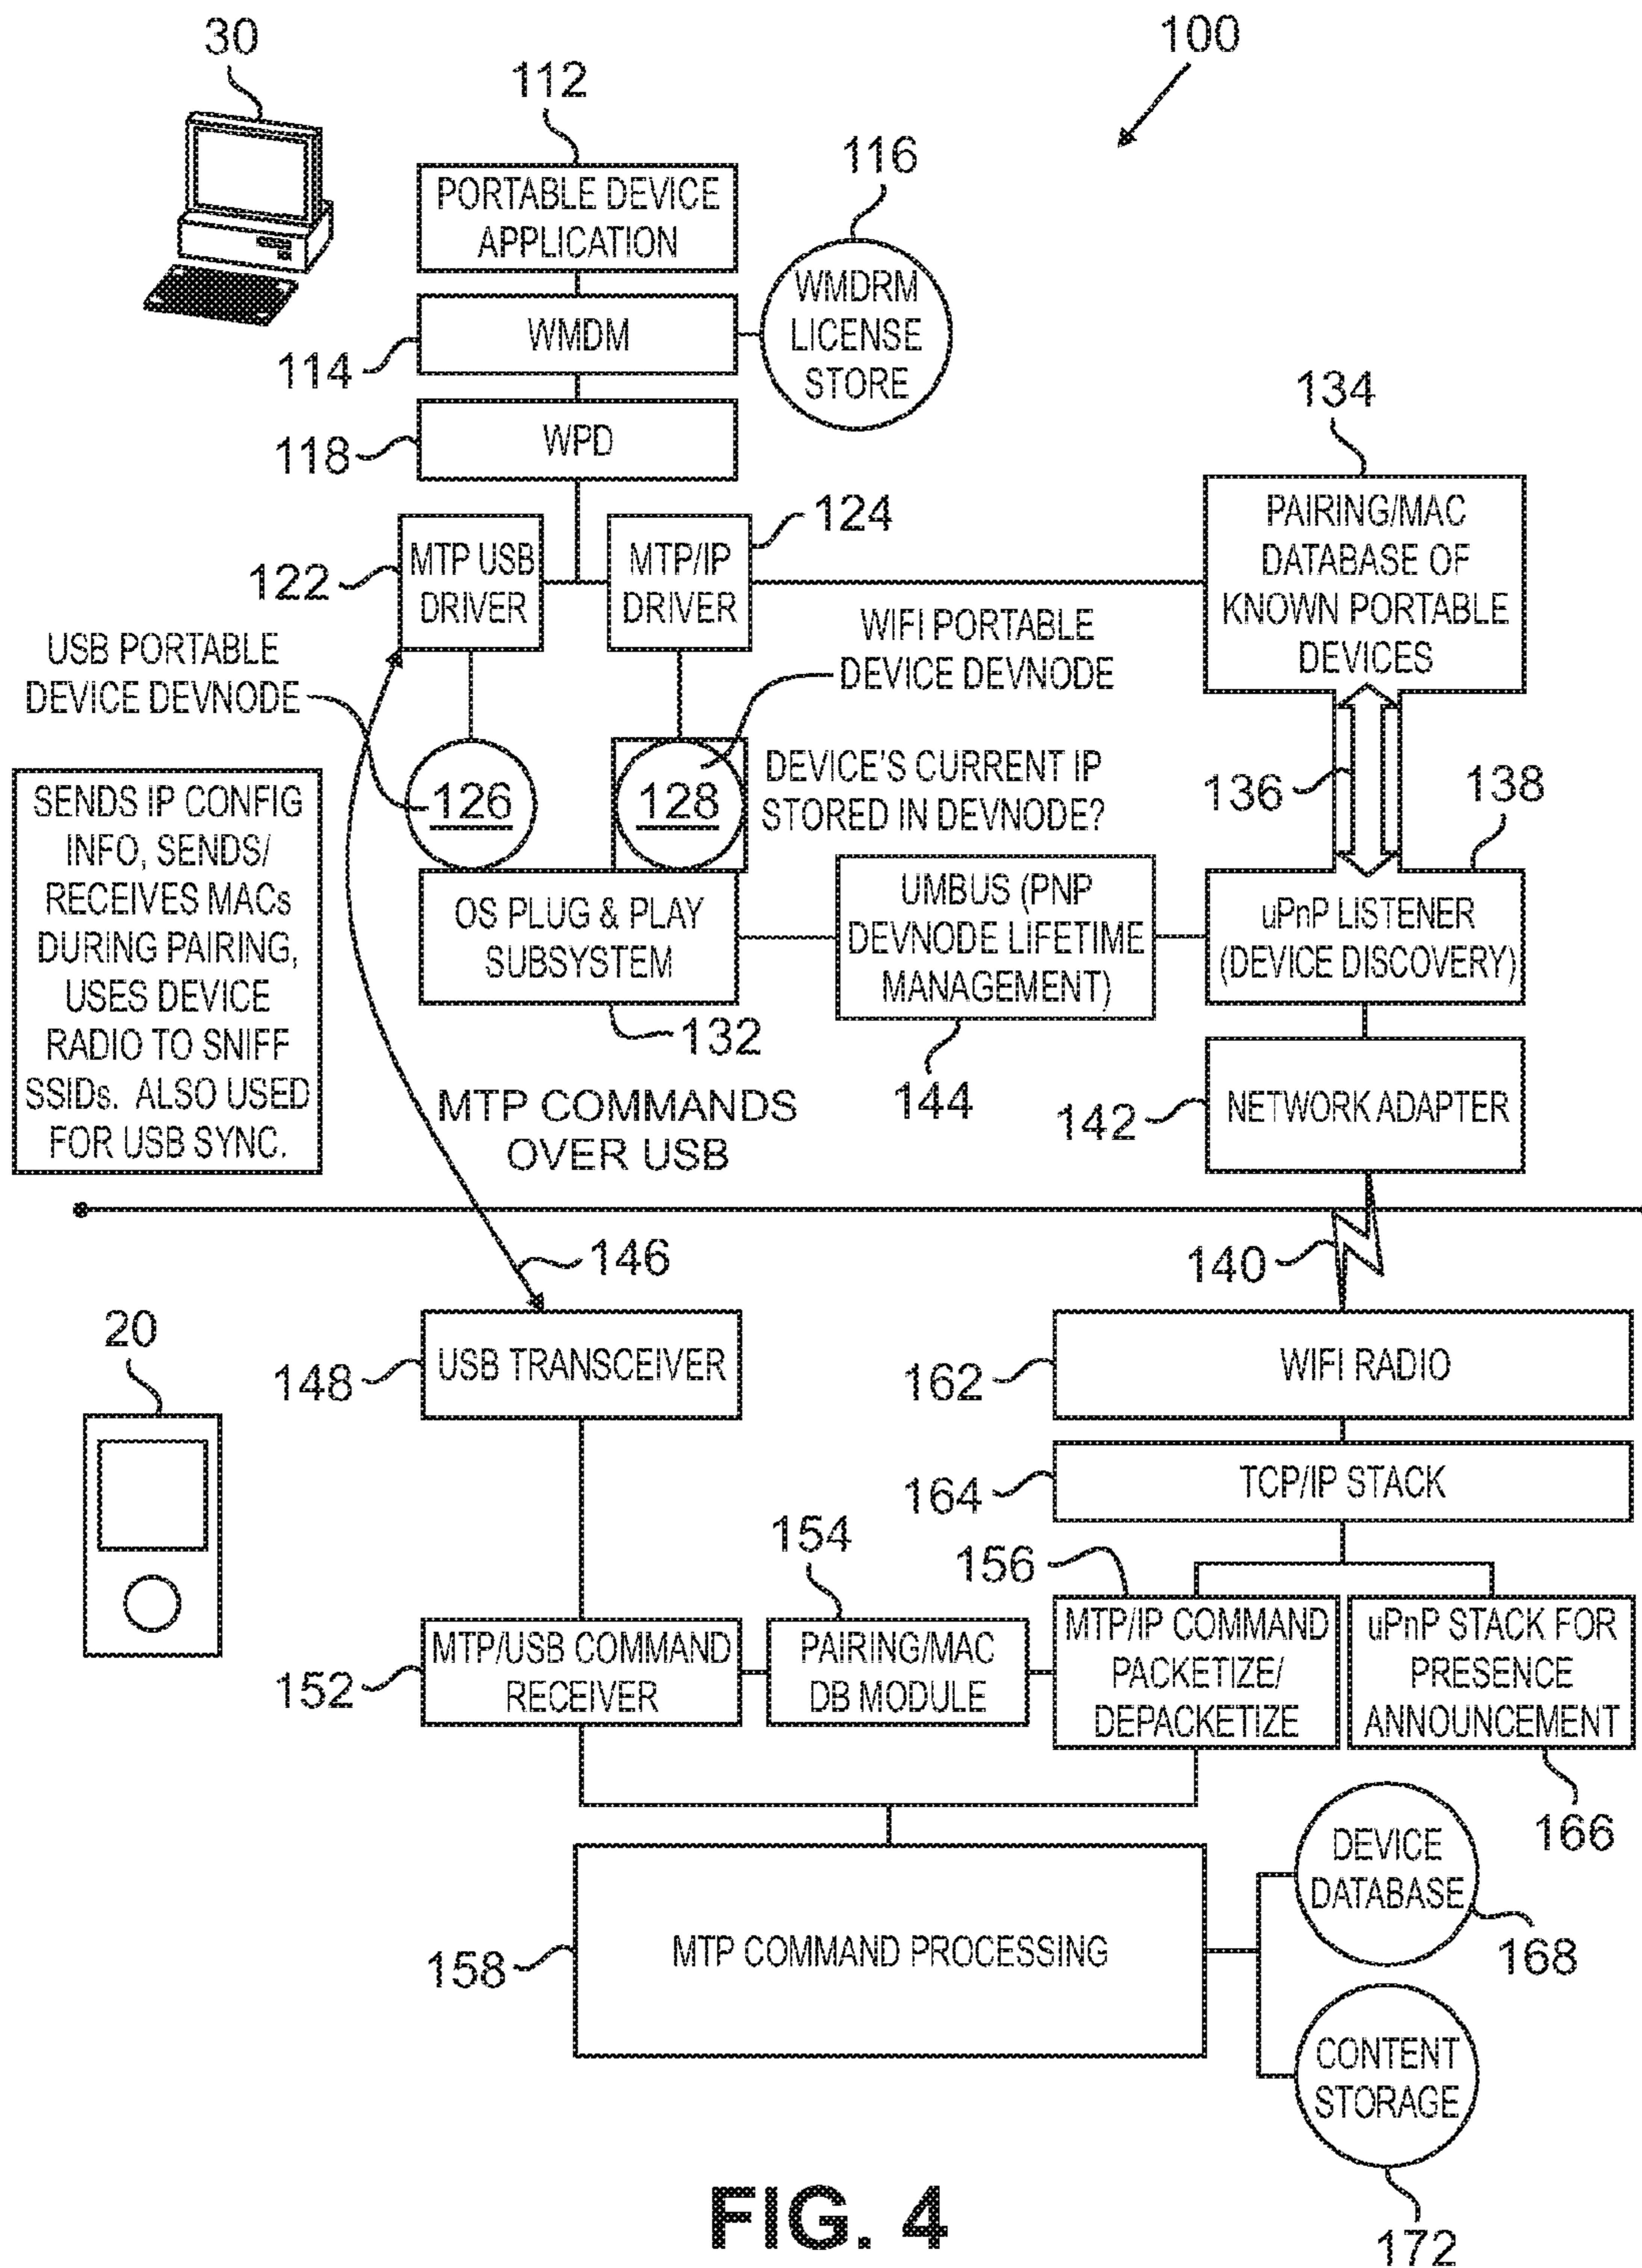 30
100
112
116
PORTABLE DEVICE
APPLICATION
WMDRM
LICENSE
STORE
WMDM
114
134
WPD
118
PAIRING/MAC
DATABASE OF
KNOWN PORTABLE
DEVICES
124
MTP USB
DRIVER
MTP/IP
DRIVER
122
USB PORTABLE
DEVICE DEVNODE
WIFI PORTABLE
DEVICE DEVNODE
126
128
DEVICE'S CURRENT IP
STORED IN DEVNODE?
136
138
SENDS IP CONFIG
INFO, SENDS/
RECEIVES MACs
DURING PAIRING,
USES DEVICE
RADIO TO SNIFF
SSIDs. ALSO USED
FOR USB SYNC.
OS PLUG & PLAY
SUBSYSTEM
UMBUS (PNP
DEVNODE LIFETIME
MANAGEMENT)
uPnP LISTENER
(DEVICE DISCOVERY)
132
144
MTP COMMANDS
OVER USB
142
NETWORK ADAPTER
146
140
20
148
USB TRANSCEIVER
162
WIFI RADIO
164
TCP/IP STACK
154
156
152
MTP/USB COMMAND
RECEIVER
PAIRING/MAC
DB MODULE
MTP/IP COMMAND
PACKETIZE/
DEPACKETIZE
uPnP STACK FOR
PRESENCE
ANNOUNCEMENT
166
DEVICE
DATABASE
168
158
MTP COMMAND PROCESSING
CONTENT
STORAGE
172
FIG. 4